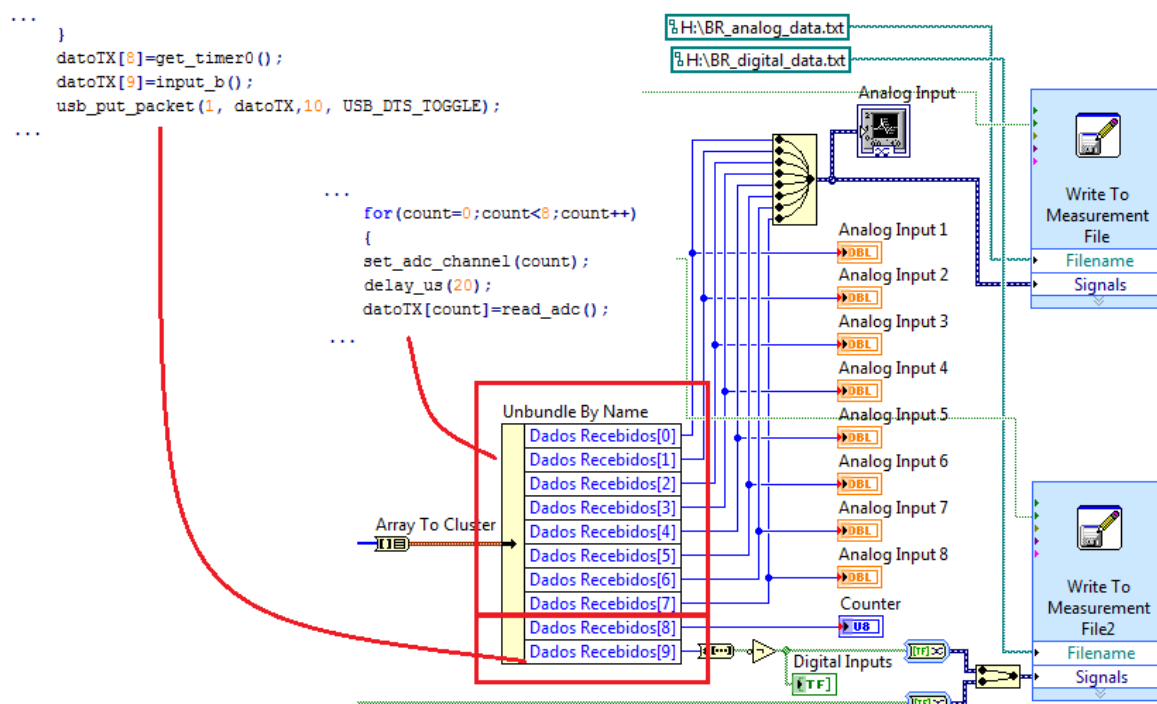 ...
}
datoTX[8]=get_timer0();
datoTX[9]=input_b();
usb_put_packet(1, datoTX,10, USB_DTS_TOGGLE);
...
...
for(count=0;count<8;count++)
{
set_adc_channel(count);
delay_us(20);
datoTX[count]=read_adc();
...
H:\BR_analog_data.txt
H:\BR_digital_data.txt
Analog Input
Write To
Measurement
File
Filename
Signals
Analog Input 1
DBL
Analog Input 2
DBL
Analog Input 3
DBL
Analog Input 4
DBL
Analog Input 5
DBL
Analog Input 6
DBL
Analog Input 7
DBL
Analog Input 8
DBL
Unbundle By Name
Dados Recebidos[0]
Dados Recebidos[1]
Dados Recebidos[2]
Dados Recebidos[3]
Dados Recebidos[4]
Dados Recebidos[5]
Dados Recebidos[6]
Dados Recebidos[7]
Dados Recebidos[8]
Dados Recebidos[9]
Array To Cluster
Counter
U8
Digital Inputs
TF]
[TF]
[TF]
Write To
Measurement
File2
Filename
Signals